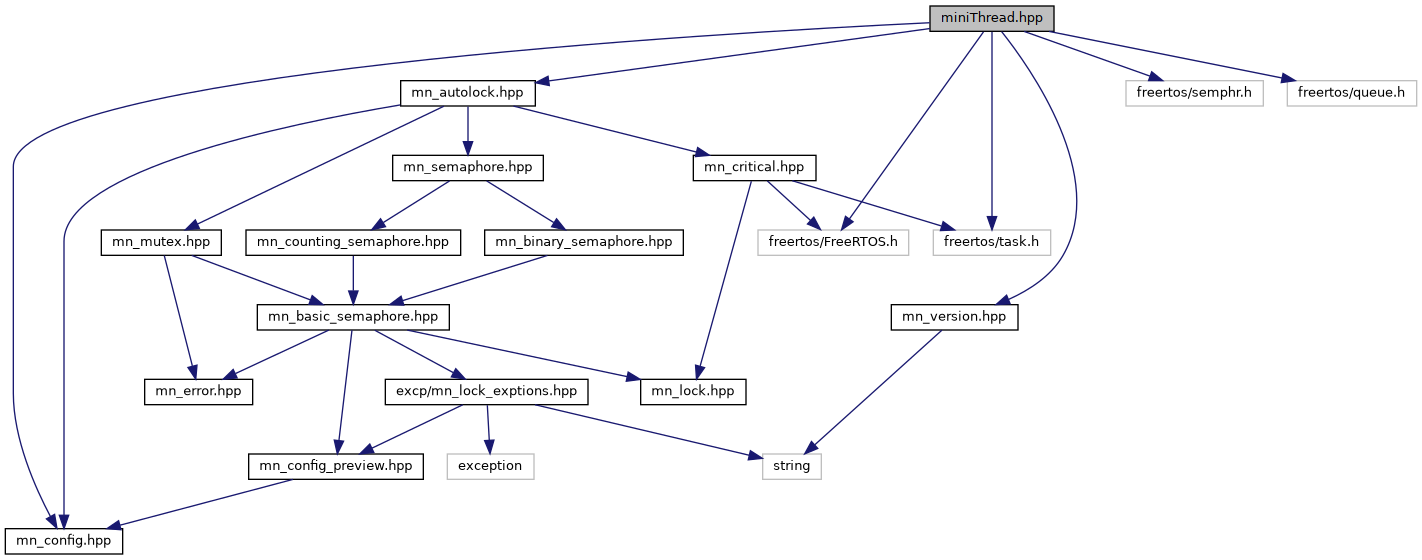 miniThread.hpp
mn_autolock.hpp
freertos/semphr.h
freertos/queue.h
mn_semaphore.hpp
mn_critical.hpp
mn_mutex.hpp
mn_counting_semaphore.hpp
mn_binary_semaphore.hpp
freertos/FreeRTOS.h
freertos/task.h
mn_basic_semaphore.hpp
mn_version.hpp
mn_error.hpp
excp/mn_lock_exptions.hpp
mn_lock.hpp
mn_config_preview.hpp
exception
string
mn_config.hpp